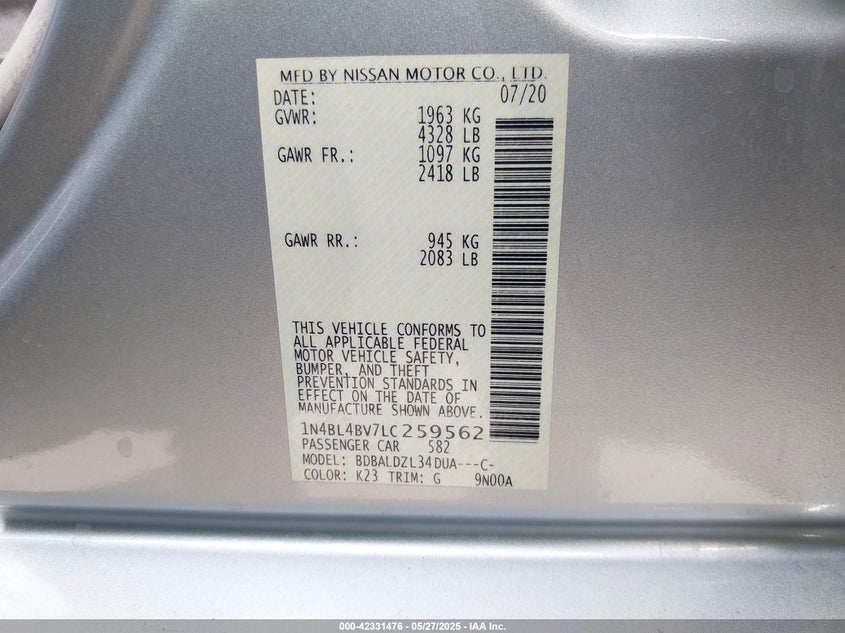 MFD BY NISSAN MOTOR CO., LTD.
DATE: 07/20
GVWR: 1963 KG
4328 LB
GAWR FR.: 1097 KG
2418 LB
GAWR RR.: 945 KG
2083 LB
THIS VEHICLE CONFORMS TO
ALL APPLICABLE FEDERAL
MOTOR VEHICLE SAFETY,
BUMPER, AND THEFT
PREVENTION STANDARDS IN
EFFECT ON THE DATE OF
MANUFACTURE SHOWN ABOVE.
1N4BL4BV7LC259562
PASSENGER CAR 582
MODEL: BDBALDZL34DUA---C-
COLOR: K23 TRIM: G 9N00A
000-42331476 — 05/27/2025 — IAA Inc.